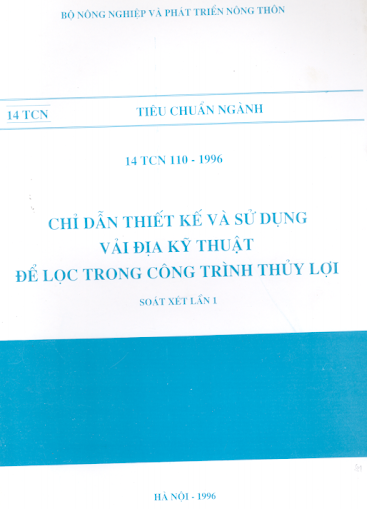 BỘ NÔNG NGHIỆP VÀ PHÁT TRIỂN NÔNG THÔN
14 TCN
TIÊU CHUẨN NGÀNH
14 TCN 110 - 1996
CHỈ DẪN THIẾT KẾ VÀ SỬ DỤNG
VẢI ĐỊA KỸ THUẬT
ĐỂ LỌC TRONG CÔNG TRÌNH THỦY LỢI
SOÁT XÉT LẦN 1
HÀ NỘI - 1996